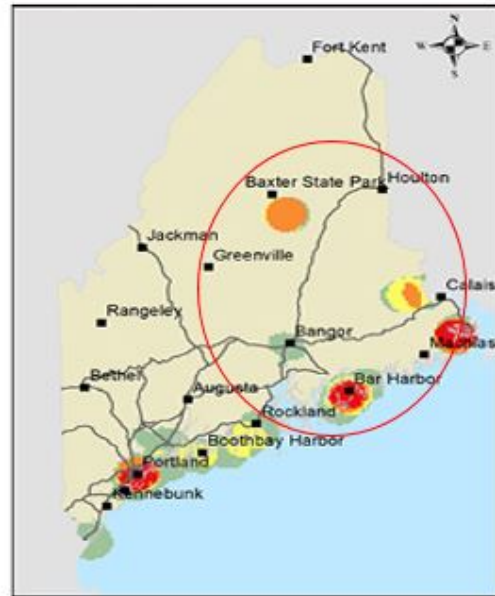 N
W E
S
Fort Kent
Baxter State Park
Houlton
Jackman
Greenville
Calais
Rangeley
Bangor
Machias
Bethel
Bar Harbor
Augusta
Rockland
Boothbay Harbor
Portland
Kennebunk